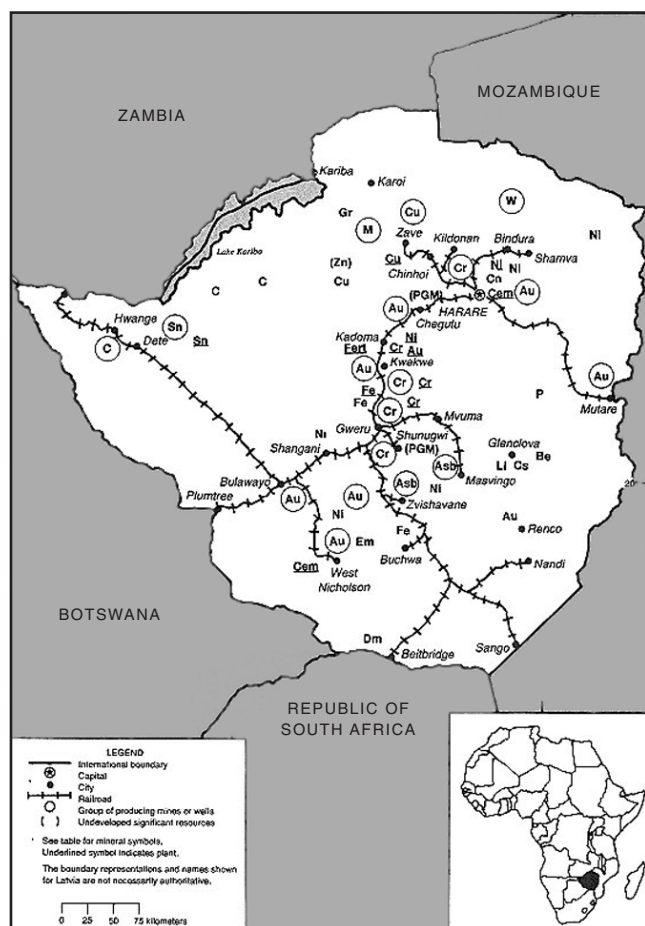 MOZAMBIQUE
ZAMBIA
Kariba
Karoi
W
Gr
Cu
M
Zave
Kildonan
Bindura
Ni
Shamva
Lake Kariba
(Zn)
Cu
Chinhoi
Cr
Ni
Ni
C
C
Cu
Cn
(PGM)
Cem
Au
HARARE
Au
Chegutu
Hwange
Sn
Sn
C
Dete
Kadoma
Ni
Fert
Cr
Au
Au
Kwekwe
Au
Cr
Cr
Fe
Fe
Cr
Cr
P
Mutare
Gweru
Mvuma
Shunugwi
Ni
Shangani
Cr
(PGM)
Glenclova
Be
Li
Cs
Asb
Bulawayo
Masvingo
20°
Plumtree
Au
Au
Asb
Ni
Zvishavane
Ni
Au
Fe
Renco
Au
Em
Cem
West
Nicholson
Buchwa
Nandi
BOTSWANA
Dm
Beitbridge
Sango
REPUBLIC OF
SOUTH AFRICA
LEGEND
International boundary
Capital
City
Railroad
Group of producing mines or wells
Undeveloped significant resources
See table for mineral symbols.
Underlined symbol indicates plant.
The boundary representations and names shown
for Latvia are not necessarily authoritative.
0 25 50 75 kilometers